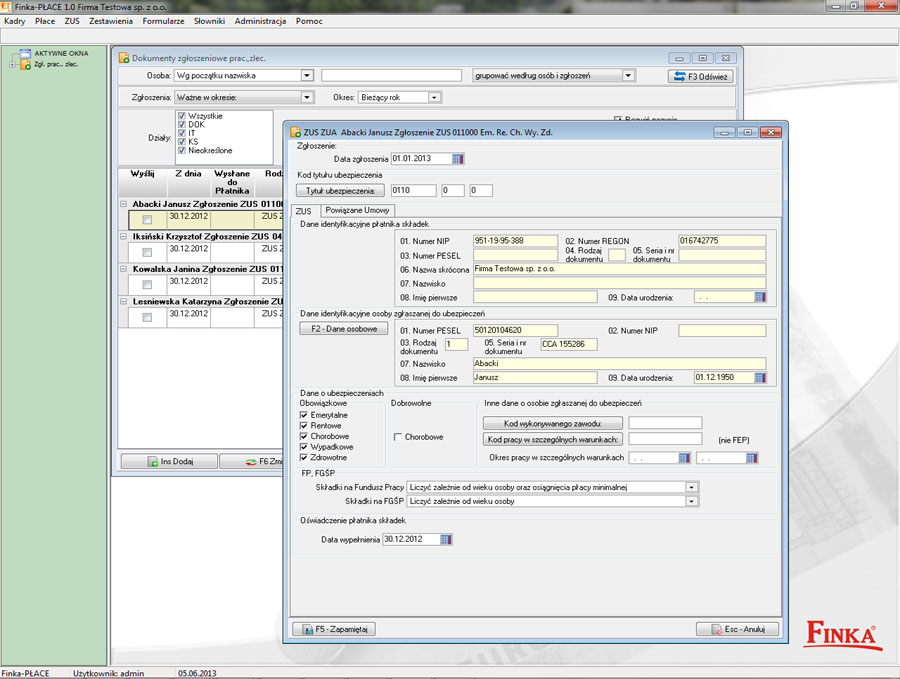 Finka-PŁACE 1.0 Firma Testowa sp. z o.o.
Kadry Płace ZUS Zestawienia Formularze Słowniki Administracja Pomoc
AKTYWNE OKNA
Zgł. prac., zlec.
Dokumenty zgłoszeniowe prac.,zlec.
Osoba: Wg początku nazwiska grupować według osób i zgłoszeń F3 Odśwież
Zgłoszenia: Ważne w okresie: Okres: Bieżący rok
Działy:
Wszystkie
DOK
IT
KS
Nieokreślone
Wyślij Z dnia Wysłane do Płatnika
Abacki Janusz Zgłoszenie ZUS
30.12.2012 ZUS
Iksiński Krzysztof Zgłoszenie ZUS 04
30.12.2012 ZUS
Kowalska Janina Zgłoszenie ZUS 011
30.12.2012 ZUS
Lesniewska Katarzyna Zgłoszenie ZU
30.12.2012 ZUS
Ins Dodaj F6 Zmi
ZUS ZUA Abacki Janusz Zgłoszenie ZUS 011000 Em. Re. Ch. Wy. Zd.
Zgłoszenie:
Data zgłoszenia 01.01.2013
Kod tytułu ubezpieczenia
Tytuł ubezpieczenia: 0110 0 0
ZUS Powiązane Umowy
Dane identyfikacyjne płatnika składek
01. Numer NIP 951-19-95-388 02. Numer REGON 016742775
03. Numer PESEL 04. Rodzaj dokumentu 05. Seria i nr dokumentu
06. Nazwa skrócona Firma Testowa sp. z o.o.
07. Nazwisko
08. Imię pierwsze 09. Data urodzenia: . .
Dane identyfikacyjne osoby zgłaszanej do ubezpieczeń
F2 - Dane osobowe
01. Numer PESEL 50120104620 02. Numer NIP
03. Rodzaj dokumentu 1 05. Seria i nr dokumentu CCA 155286
07. Nazwisko Abacki
08. Imię pierwsze Janusz 09. Data urodzenia: 01.12.1950
Dane o ubezpieczeniach
Obowiązkowe Dobrowolne Inne dane o osobie zgłaszanej do ubezpieczeń
Emerytalne
Rentowe Kod wykonywanego zawodu:
Chorobowe Chorobowe Kod pracy w szczególnych warunkach: (nie FEP)
Wypadkowe
Zdrowotne Okres pracy w szczególnych warunkach . . . .
FP, FGŚP
Składki na Fundusz Pracy Liczyć zależnie od wieku osoby oraz osiągnięcia płacy minimalnej
Składki na FGŚP Liczyć zależnie od wieku osoby
Oświadczenie płatnika składek
Data wypełnienia 30.12.2012
F5 - Zapamiętaj Esc - Anuluj
FINKA®
Finka-PŁACE Użytkownik: admin 05.06.2013